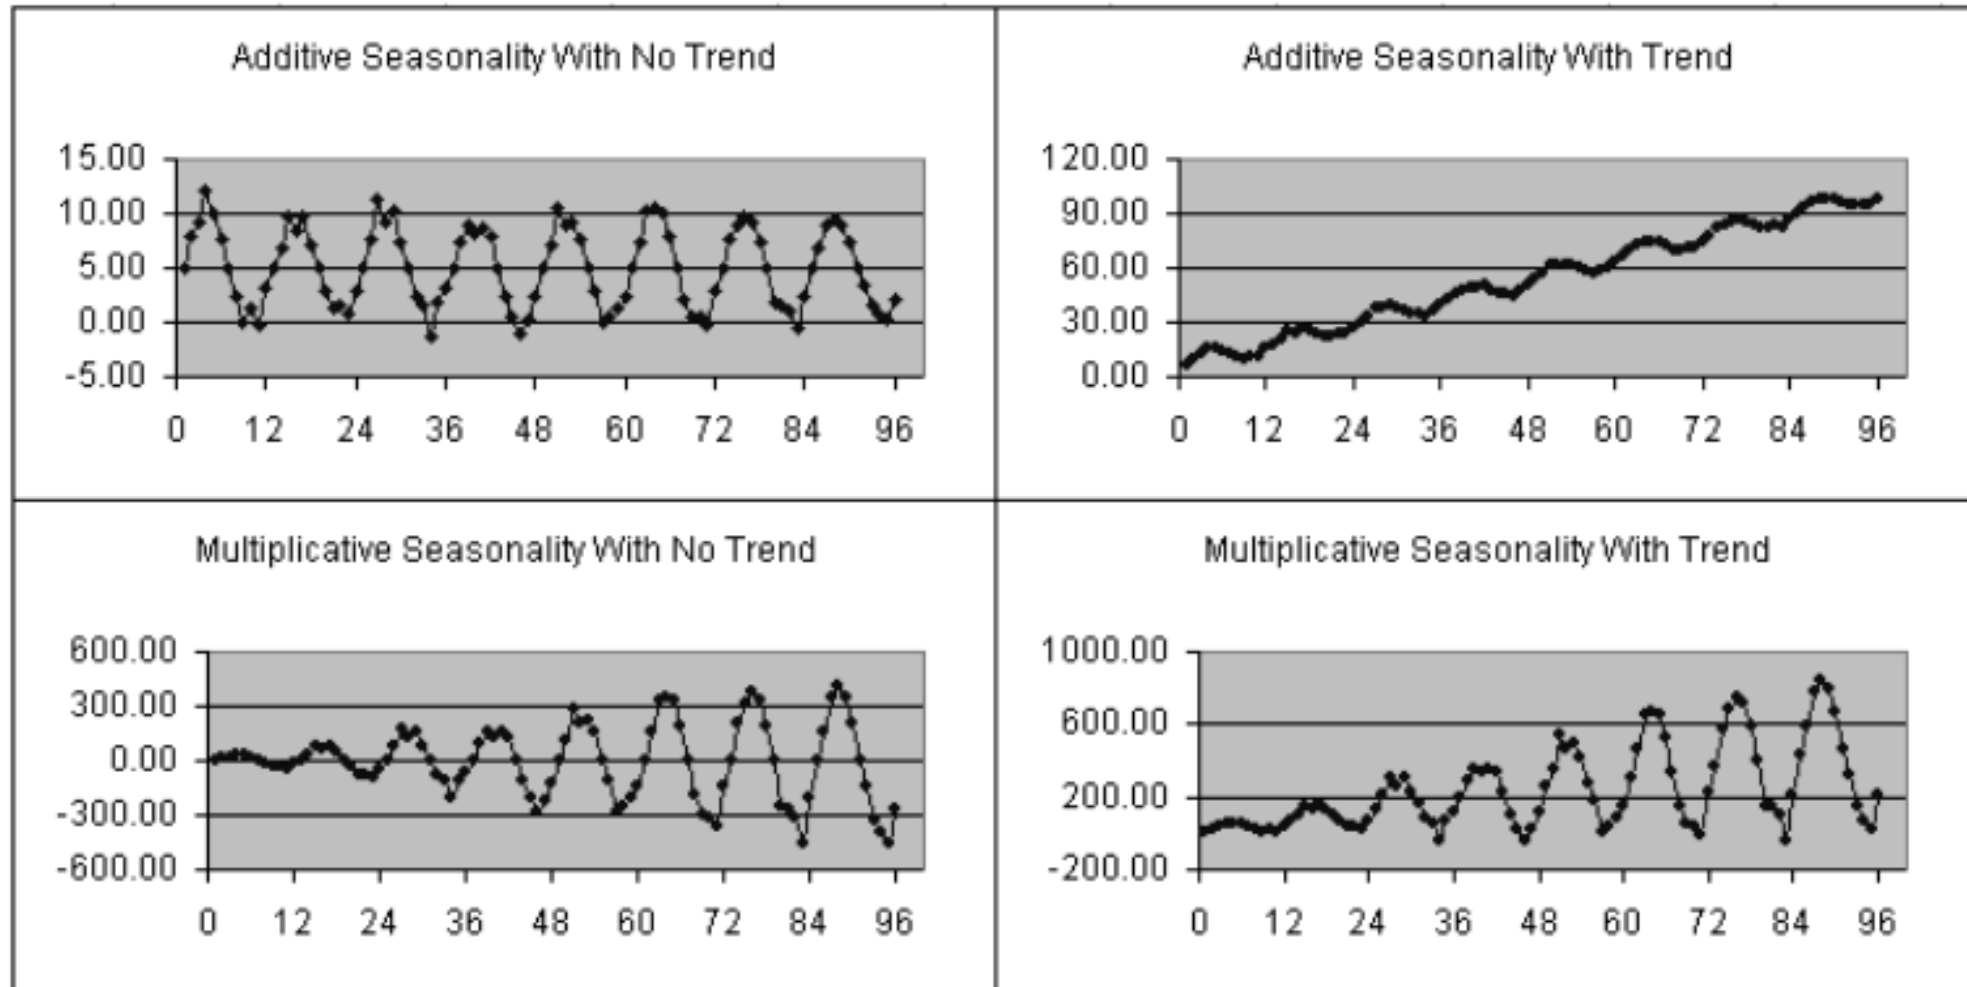 Additive Seasonality With No Trend
15.00
10.00
5.00
0.00
-5.00
0 12 24 36 48 60 72 84 96
Additive Seasonality With Trend
120.00
90.00
60.00
30.00
0.00
0 12 24 36 48 60 72 84 96
Multiplicative Seasonality With No Trend
600.00
300.00
0.00
-300.00
-600.00
0 12 24 36 48 60 72 84 96
Multiplicative Seasonality With Trend
1000.00
600.00
200.00
-200.00
0 12 24 36 48 60 72 84 96